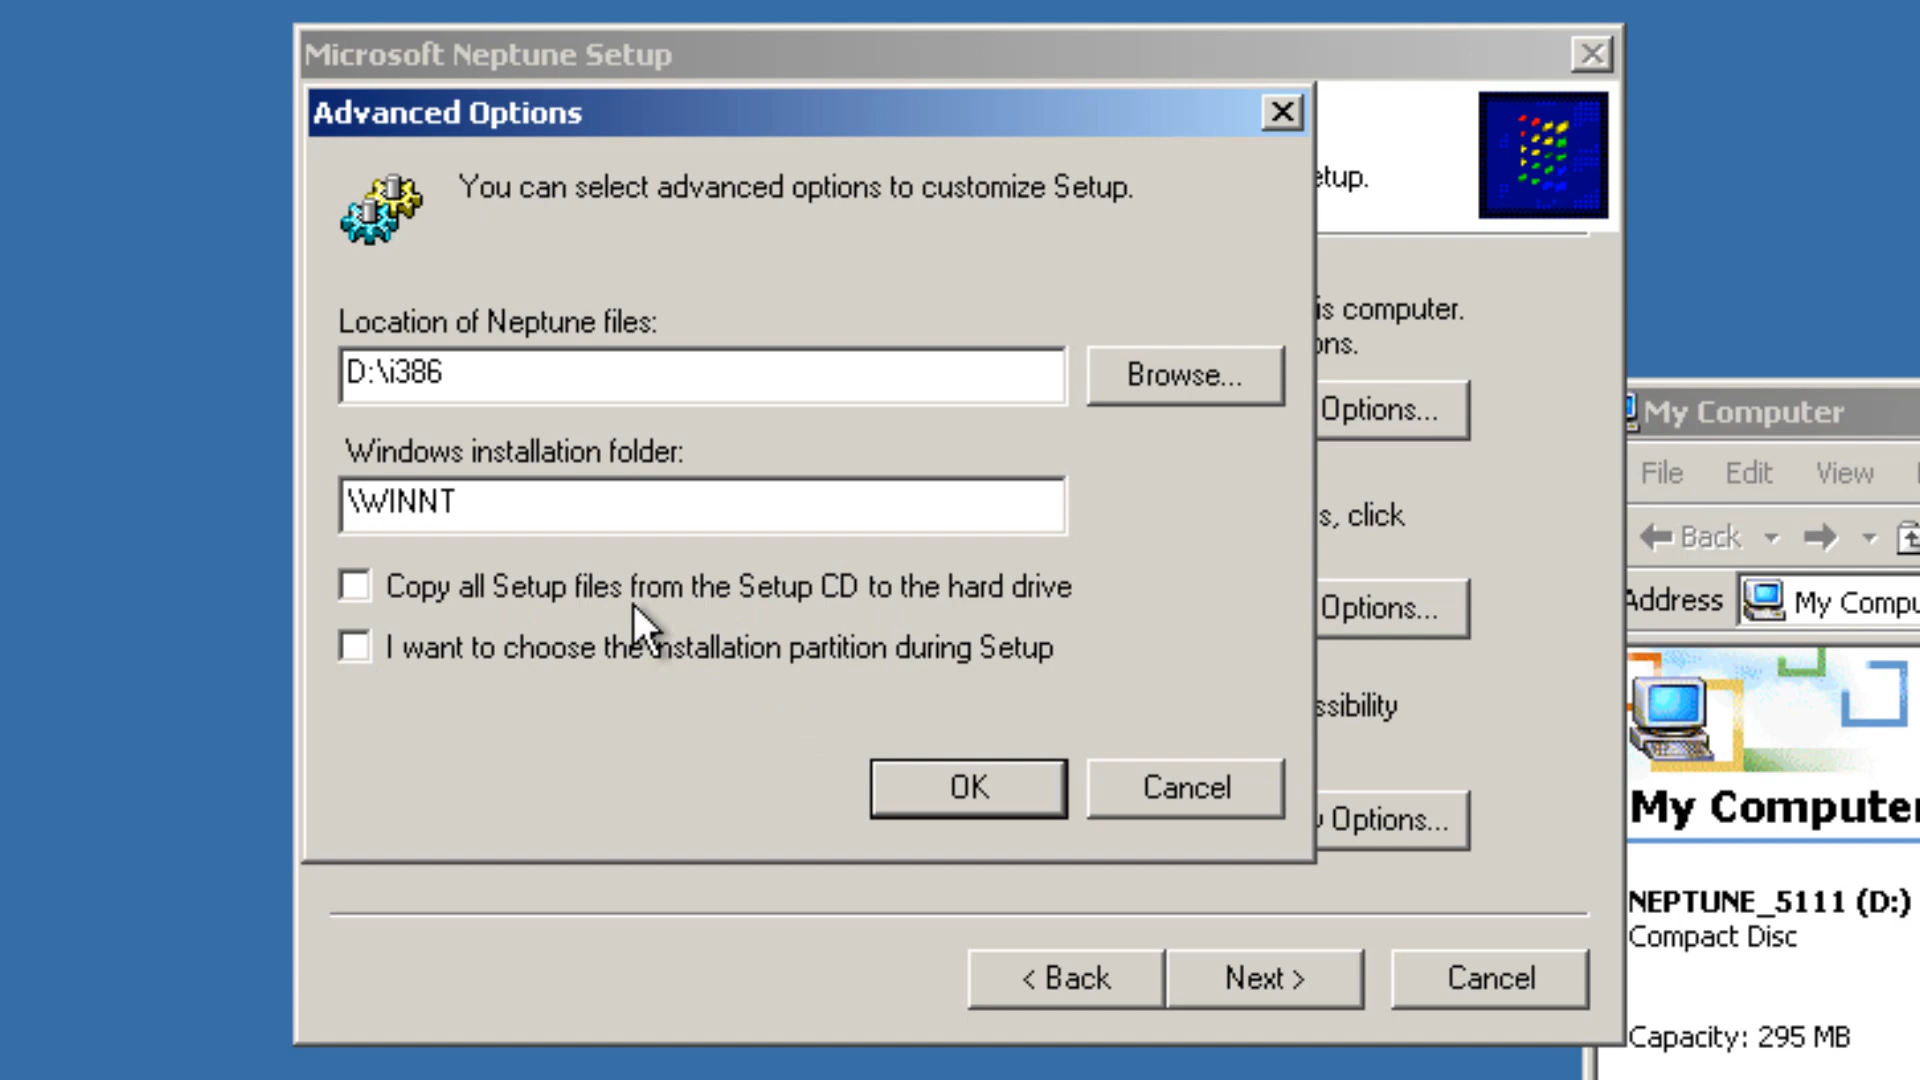 Microsoft Neptune Setup
Advanced Options
You can select advanced options to customize Setup.
etup.
Location of Neptune files:
D:\i386
Browse...
Windows installation folder:
\WINNT
Copy all Setup files from the Setup CD to the hard drive
I want to choose the installation partition during Setup
OK
Cancel
is computer.
ons.
Options...
s, click
Options...
ssibility
Options...
< Back
Next >
Cancel
My Computer
File Edit View
Back
Address My Compu
My Computer
NEPTUNE_5111 (D:)
Compact Disc
Capacity: 295 MB